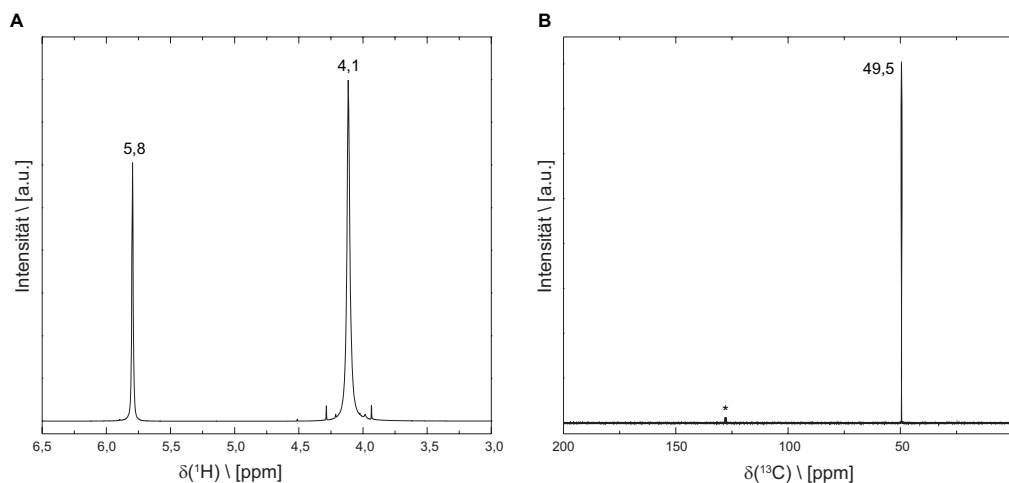 A
4,1
5,8
Intensität \ [a.u.]
6,5 6,0 5,5 5,0 4,5 4,0 3,5 3,0
δ(¹H) \ [ppm]
B
49,5
Intensität \ [a.u.]
*
200 150 100 50
δ(¹³C) \ [ppm]